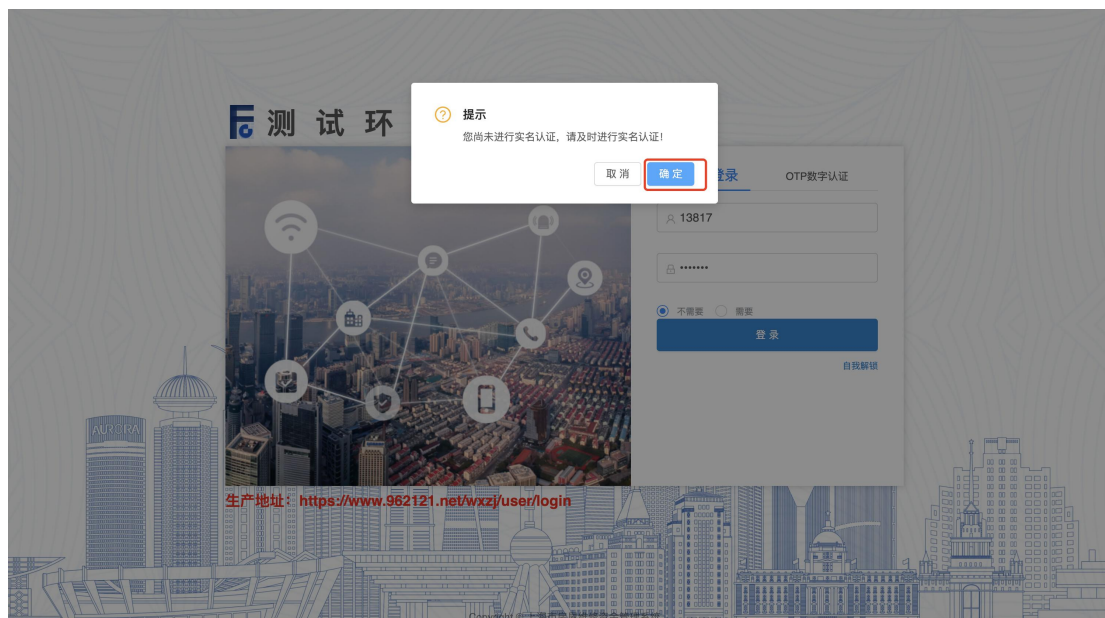 测 试 环
提示
您尚未进行实名认证，请及时进行实名认证！
取 消
确 定
登录
OTP数字认证
13817
•••••••
不需要
需要
登 录
自我解锁
AURORA
生产地址：https://www.962121.net/wxzj/user/login